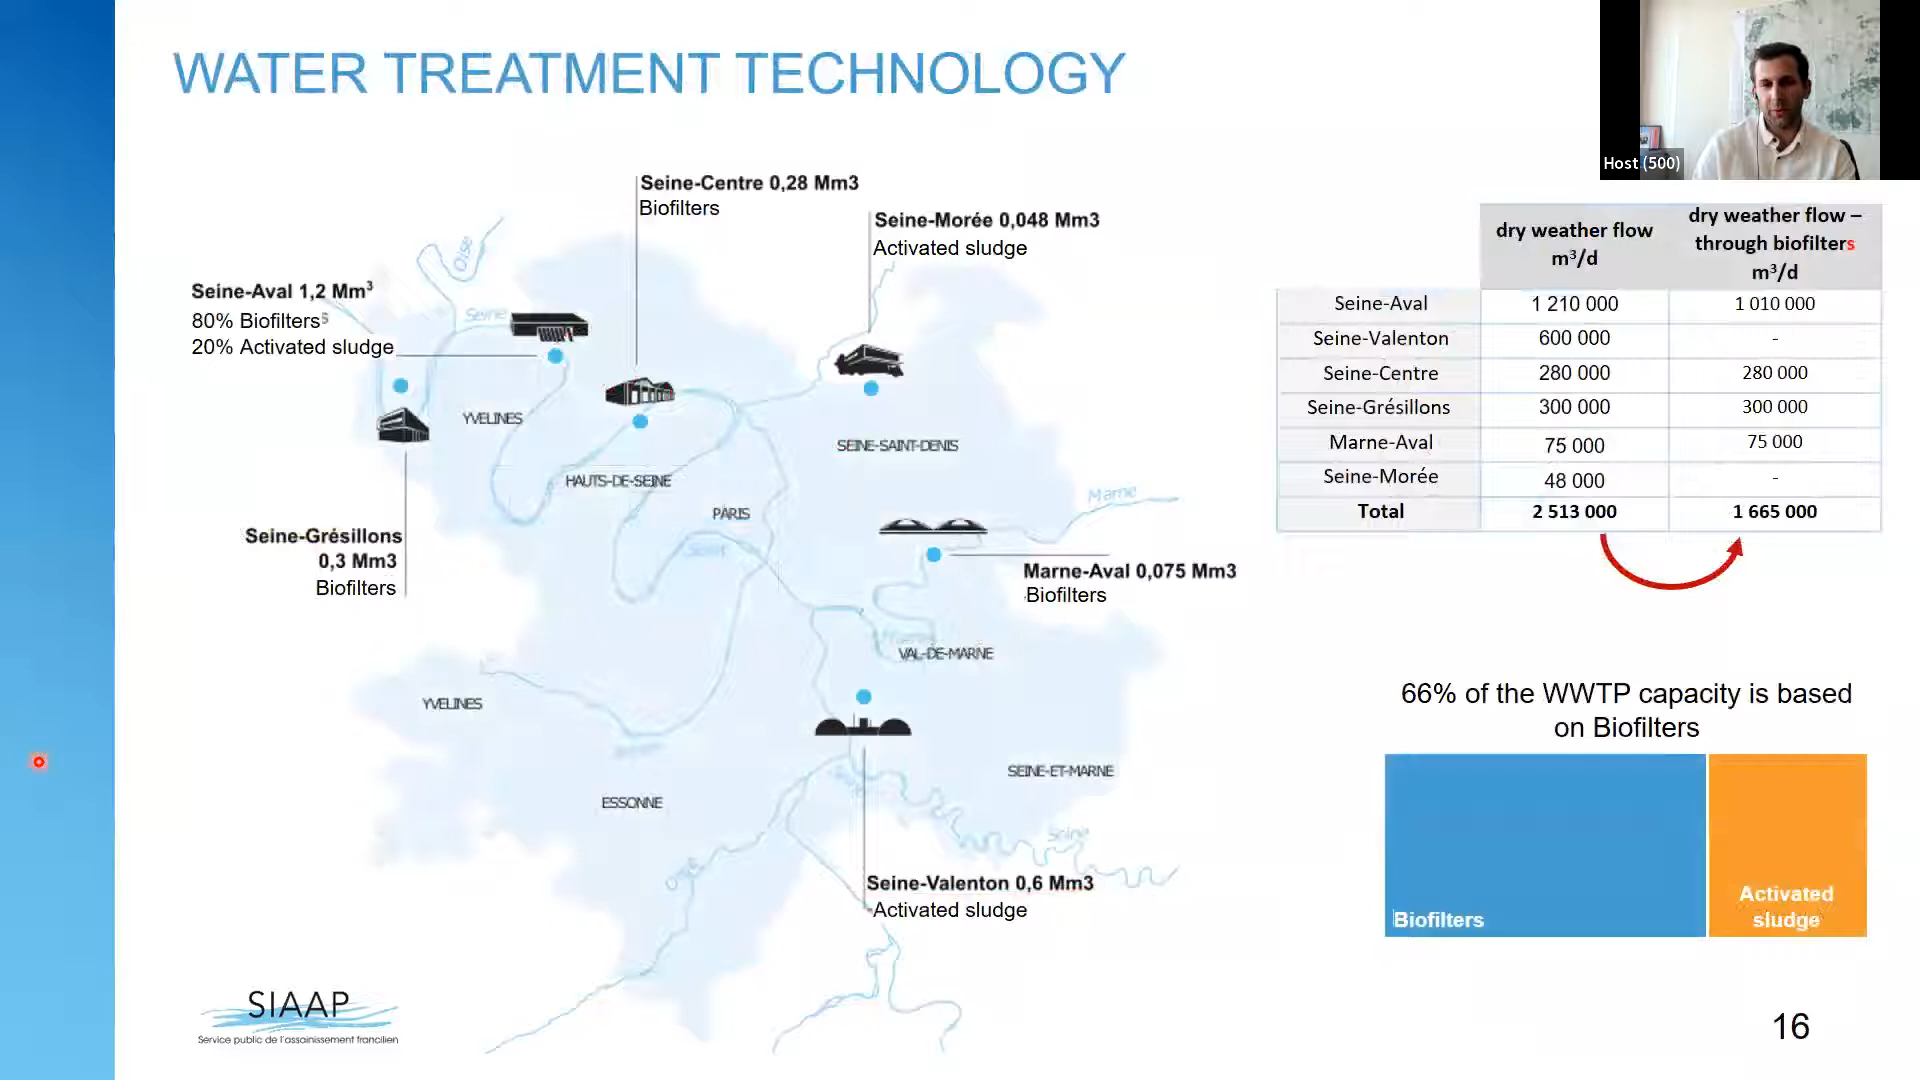 WATER TREATMENT TECHNOLOGY
Host (500)
Seine-Centre 0,28 Mm3
Biofilters
Seine-Morée 0,048 Mm3
Activated sludge
Oise
Seine-Aval 1,2 Mm³
80% Biofilters
20% Activated sludge
Seine
YVELINES
SEINE-SAINT-DENIS
HAUTS-DE-SEINE
PARIS
Marne
Seine-Grésillons
0,3 Mm3
Biofilters
Marne-Aval 0,075 Mm3
Biofilters
VAL-DE-MARNE
YVELINES
SEINE-ET-MARNE
ESSONNE
Seine
Seine-Valenton 0,6 Mm3
Activated sludge
dry weather flow m³/d
dry weather flow – through biofilters m³/d
Seine-Aval 1 210 000 1 010 000
Seine-Valenton 600 000 -
Seine-Centre 280 000 280 000
Seine-Grésillons 300 000 300 000
Marne-Aval 75 000 75 000
Seine-Morée 48 000 -
Total 2 513 000 1 665 000
66% of the WWTP capacity is based
on Biofilters
Biofilters
Activated
sludge
SIAAP
Service public de l'assainissement francilien
16